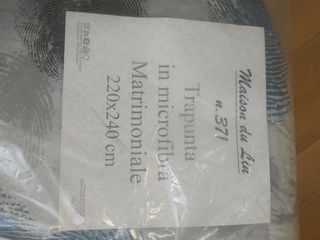 Maison du Lin
n. 371
Trapunta
in microfibra
Matrimoniale
220x240 cm